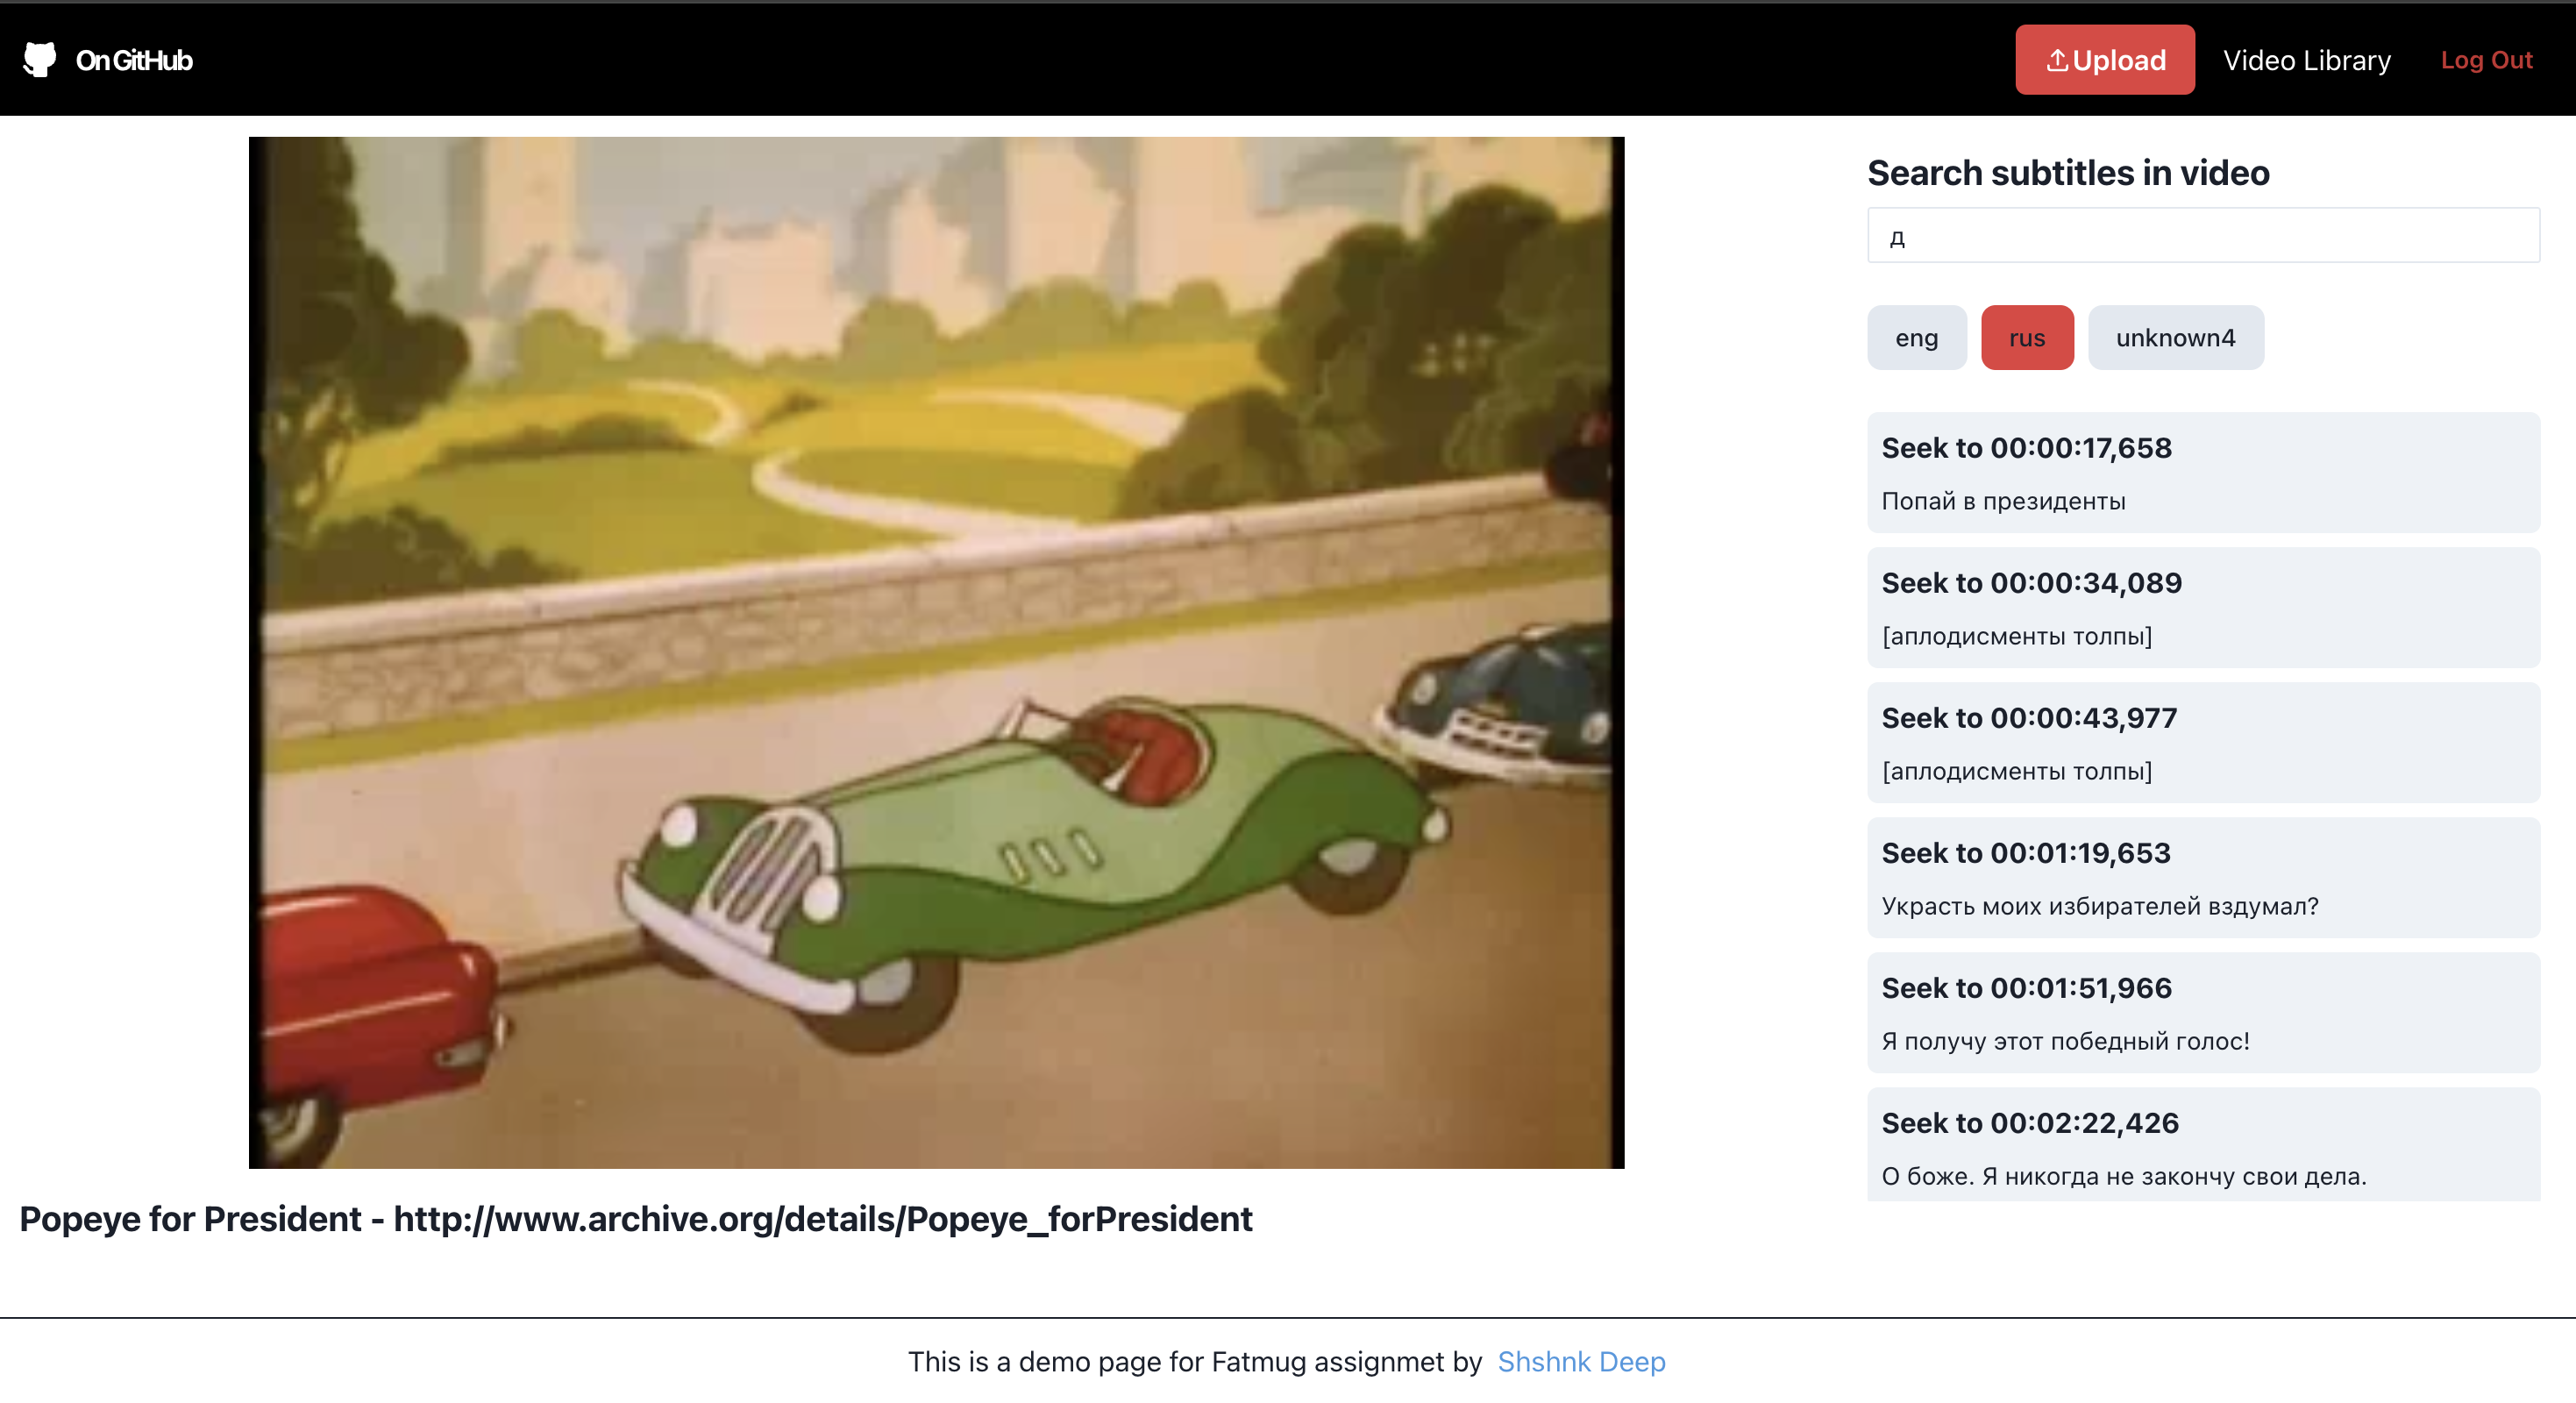 On GitHub
Upload
Video Library
Log Out
Search subtitles in video
д
eng
rus
unknown4
Seek to 00:00:17,658
Попай в президенты
Seek to 00:00:34,089
[аплодисменты толпы]
Seek to 00:00:43,977
[аплодисменты толпы]
Seek to 00:01:19,653
Украсть моих избирателей вздумал?
Seek to 00:01:51,966
Я получу этот победный голос!
Seek to 00:02:22,426
О боже. Я никогда не закончу свои дела.
Popeye for President - http://www.archive.org/details/Popeye_forPresident
This is a demo page for Fatmug assignmet by Shshnk Deep